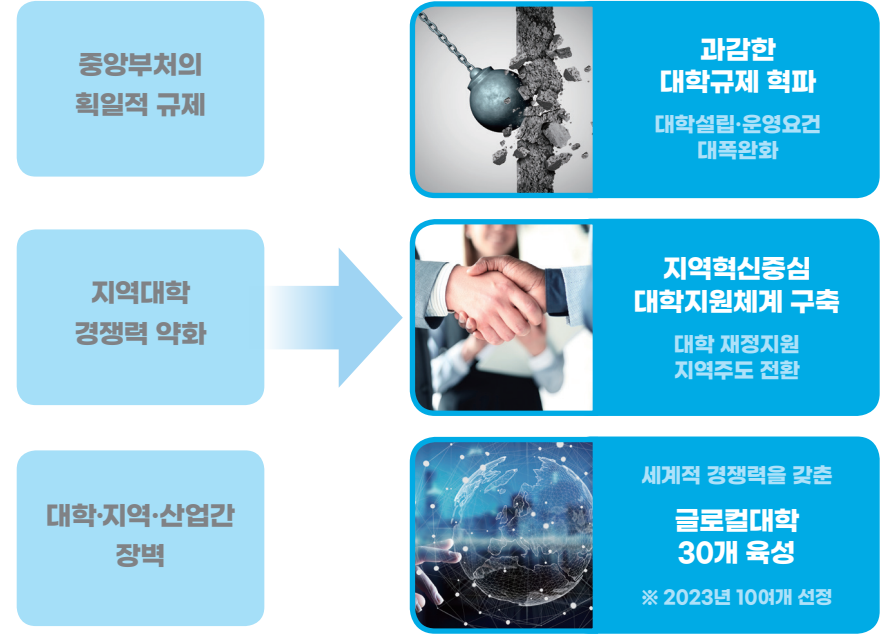 중앙부처의
획일적 규제
과감한
대학규제 혁파
대학설립·운영요건
대폭완화
지역대학
경쟁력 약화
지역혁신중심
대학지원체계 구축
대학 재정지원
지역주도 전환
대학·지역·산업간
장벽
세계적 경쟁력을 갖춘
글로컬대학
30개 육성
※ 2023년 10여개 선정